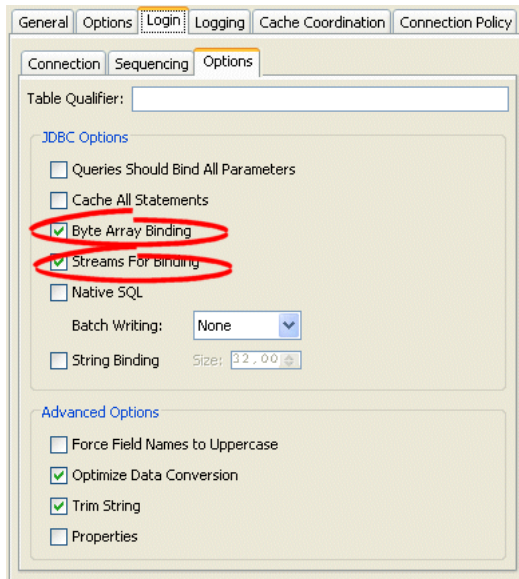 General Options Login Logging Cache Coordination Connection Policy
Connection Sequencing Options
Table Qualifier:
JDBC Options
Queries Should Bind All Parameters
Cache All Statements
Byte Array Binding
Streams For Binding
Native SQL
Batch Writing: None
String Binding Size: 32,00
Advanced Options
Force Field Names to Uppercase
Optimize Data Conversion
Trim String
Properties